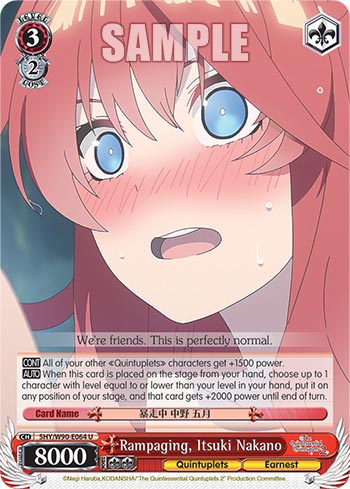 LEVEL
3
2
COST
SAMPLE
We're friends. This is perfectly normal.
CONT All of your other <Quintuplets> characters get +1500 power.
AUTO When this card is placed on the stage from your hand, choose up to 1
character with level equal to or lower than your level in your hand, put it on
any position of your stage, and that card gets +2000 power until end of turn.
Card Name 暴走中 中野 五月
CH 5HY/W90-E064 U
8000
Rampaging, Itsuki Nakano
Quintuplets Earnest
©Negi Haruba,KODANSHA/"The Quintessential Quintuplets 2" Production Committee.